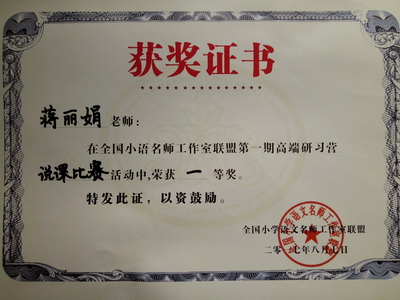 获奖证书
蒋丽娟 老师:
在全国小语名师工作室联盟第一期高端研习营
说课比赛活动中,荣获 一 等奖。
特发此证,以资鼓励。
全国小学语文名师工作室联盟
二〇一七年八月七日